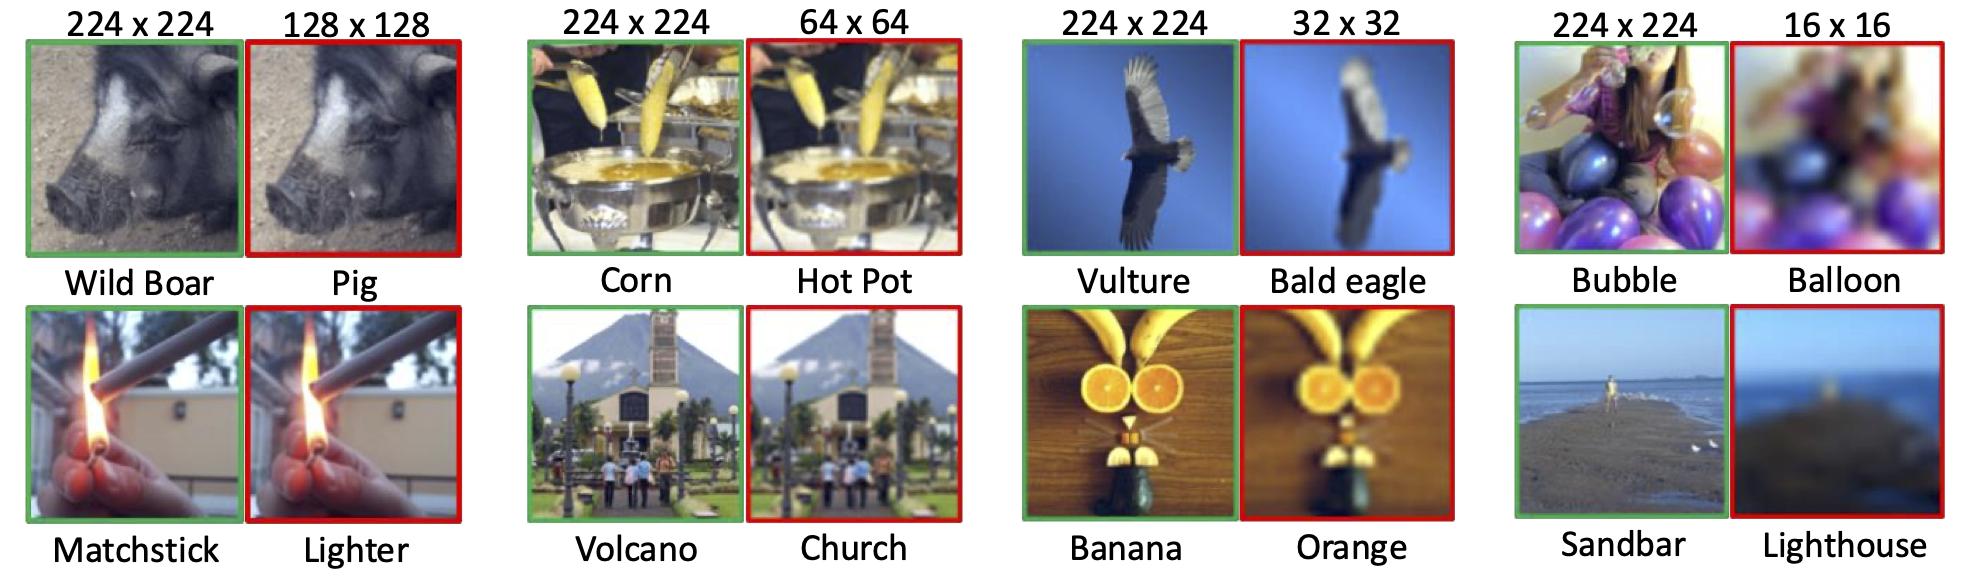 224 x 224 128 x 128 224 x 224 64 x 64 224 x 224 32 x 32 224 x 224 16 x 16
Wild Boar Pig Corn Hot Pot Vulture Bald eagle Bubble Balloon
Matchstick Lighter Volcano Church Banana Orange Sandbar Lighthouse